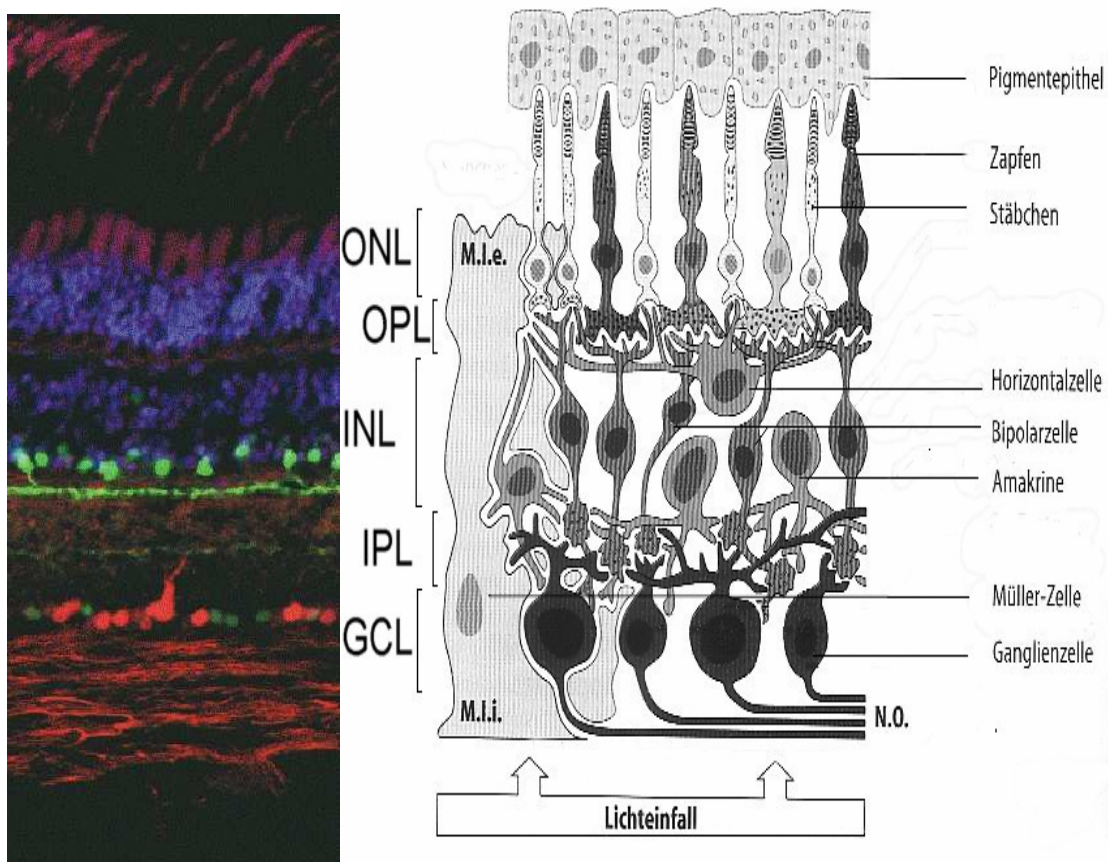 Pigmentepithel
Zapfen
Stäbchen
ONL
M.l.e.
OPL
Horizontalzelle
INL
Bipolarzelle
Amakrine
IPL
Müller-Zelle
GCL
Ganglienzelle
M.l.i.
N.O.
Lichteinfall